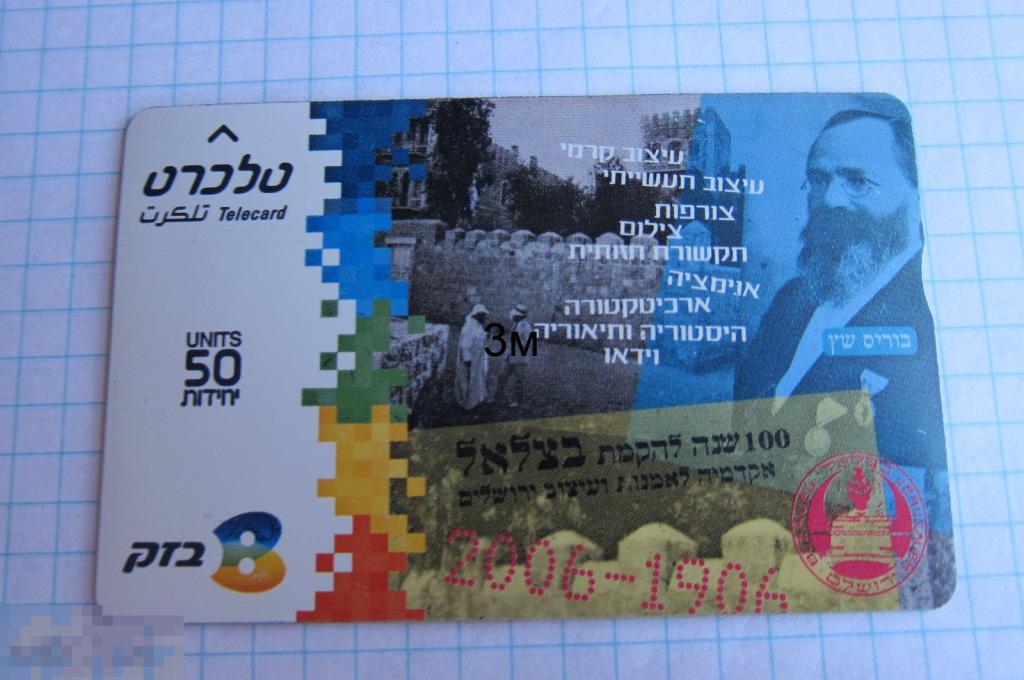 טלכרט
تلكرت Telecard
UNITS
50
יחידות
בזק
עיצוב קרמי
עיצוב תעשייתי
צורפות
צילום
תקשורת חזותית
אנימציה
ארכיטקטורה
היסטוריה ותיאוריה
וידאו
3м
בוריס שץ
100 שנה להקמת בצלאל
אקדמיה לאמנות ועיצוב ירושלים
2006-1906
ירושלים